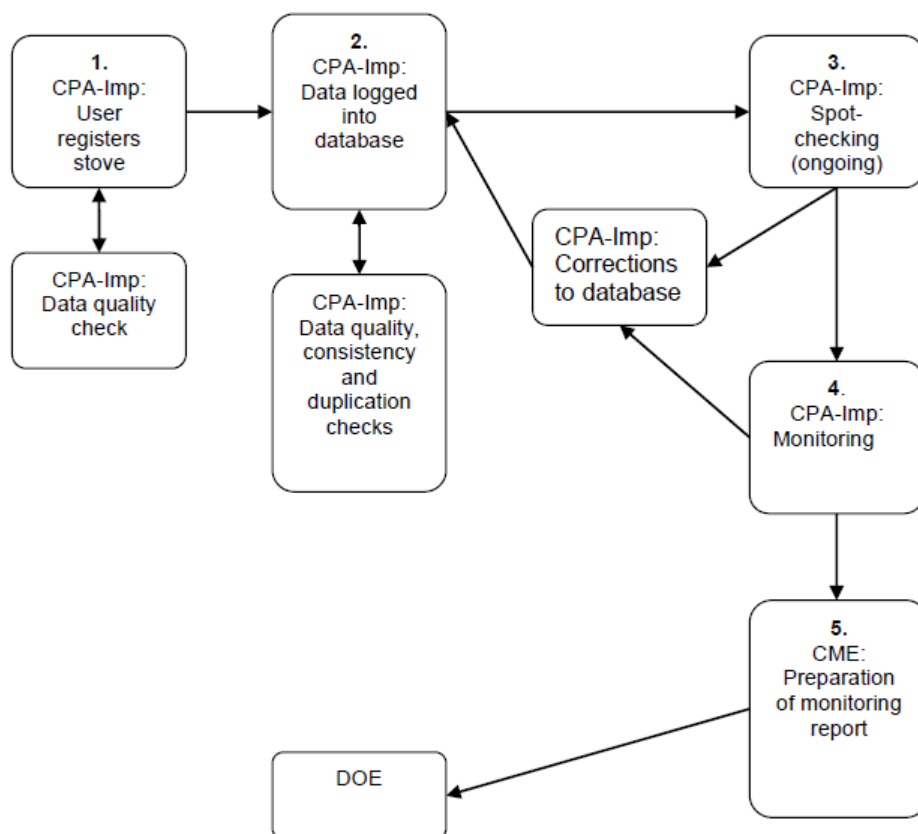 1.
CPA-Imp:
User
registers
stove
CPA-Imp:
Data quality
check
2.
CPA-Imp:
Data logged
into
database
CPA-Imp:
Data quality,
consistency
and
duplication
checks
3.
CPA-Imp:
Spot-
checking
(ongoing)
CPA-Imp:
Corrections
to database
4.
CPA-Imp:
Monitoring
5.
CME:
Preparation
of monitoring
report
DOE